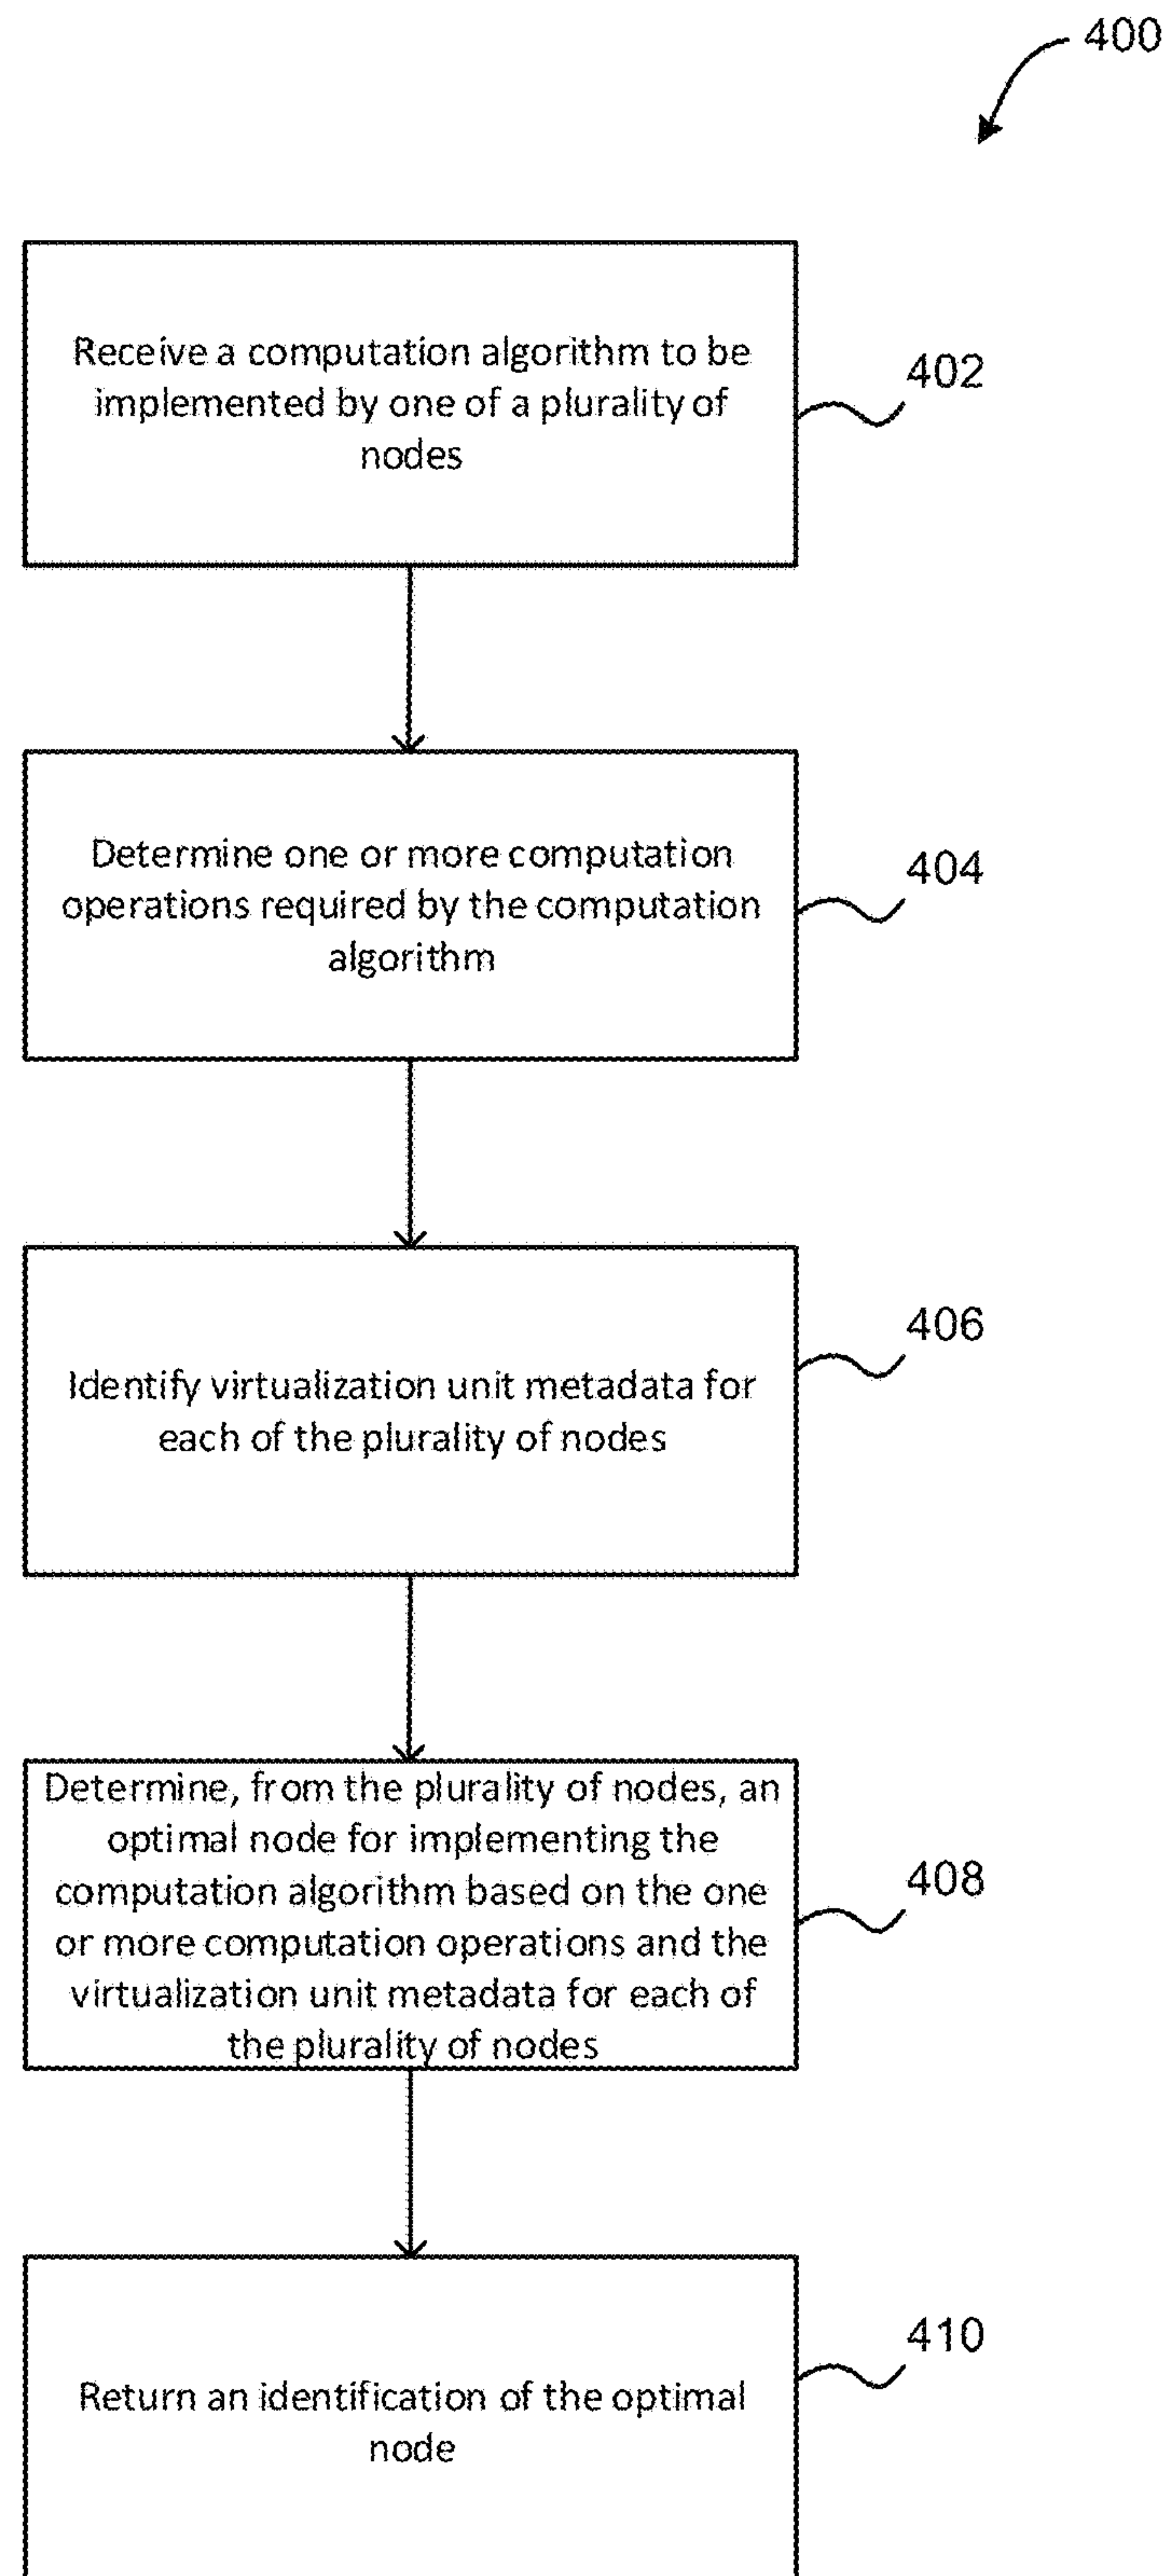 400
Receive a computation algorithm to be
implemented by one of a plurality of
nodes
402
Determine one or more computation
operations required by the computation
algorithm
404
Identify virtualization unit metadata for
each of the plurality of nodes
406
Determine, from the plurality of nodes, an
optimal node for implementing the
computation algorithm based on the one
or more computation operations and the
virtualization unit metadata for each of
the plurality of nodes
408
Return an identification of the optimal
node
410